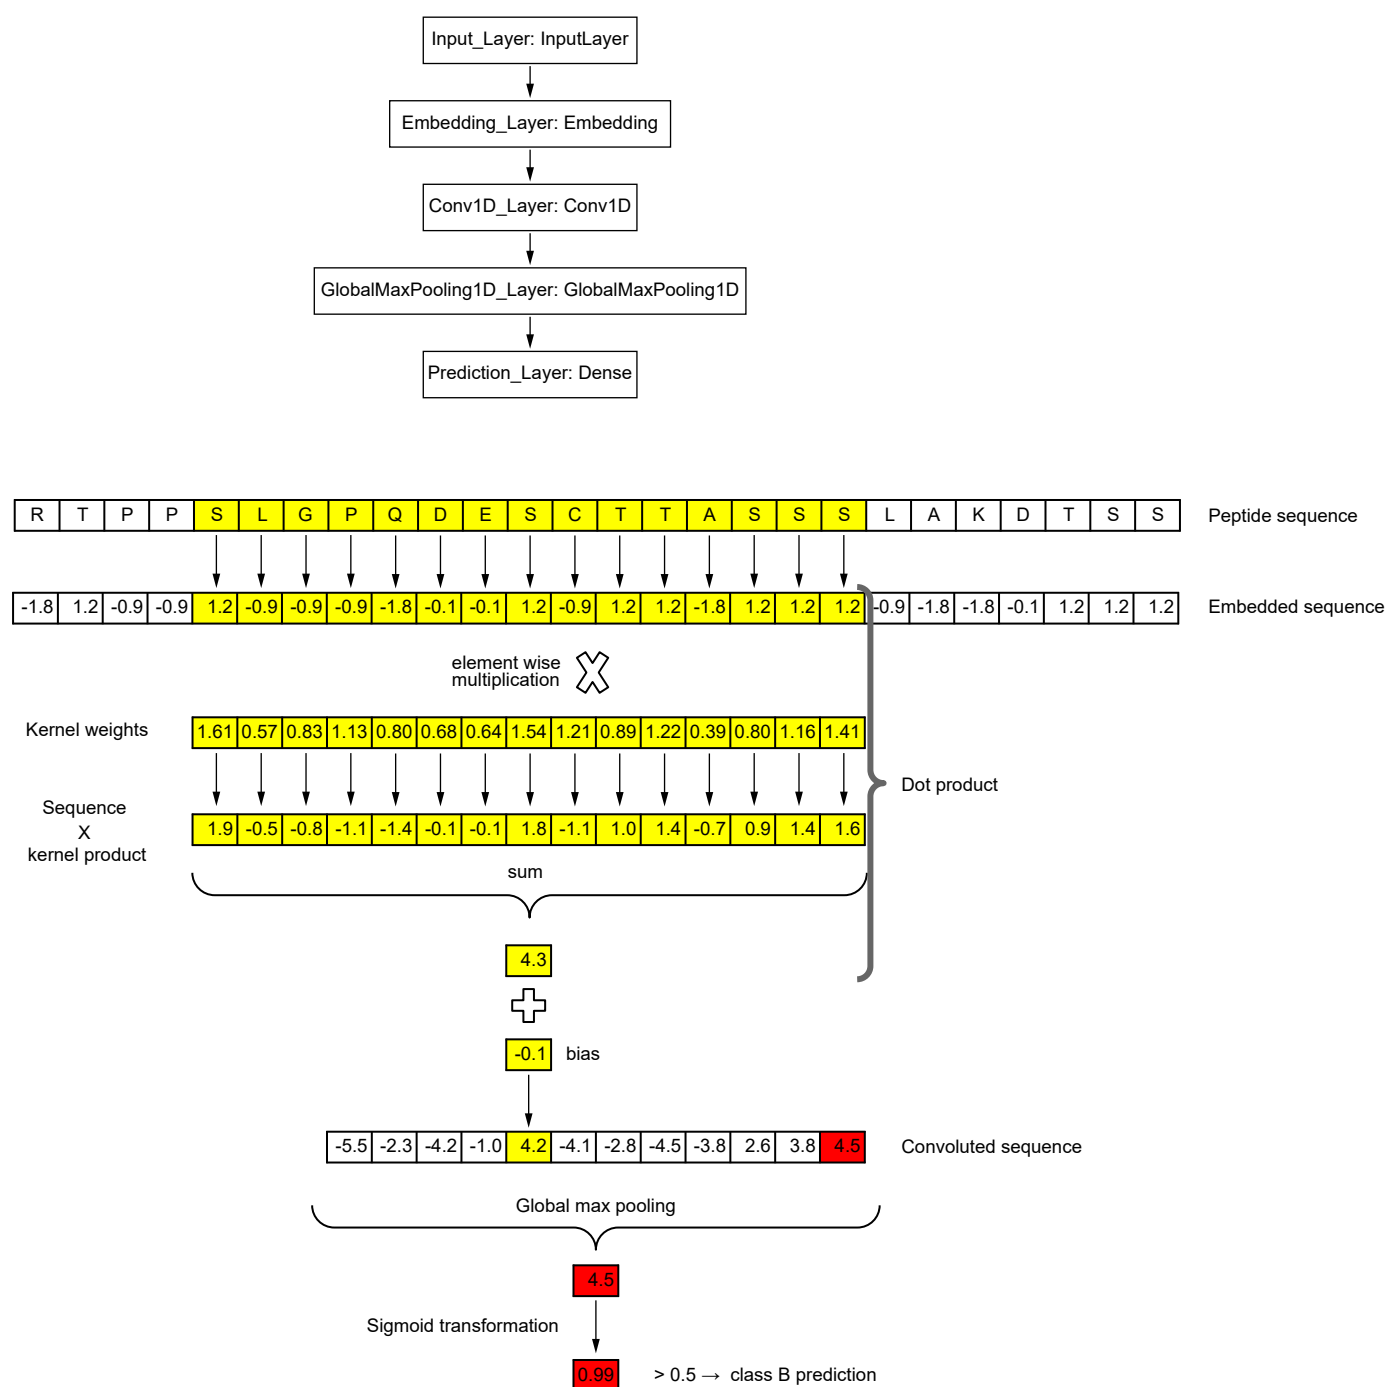 Input_Layer: InputLayer
Embedding_Layer: Embedding
Conv1D_Layer: Conv1D
GlobalMaxPooling1D_Layer: GlobalMaxPooling1D
Prediction_Layer: Dense
R T P P S L G P Q D E S C T T A S S S L A K D T S S Peptide sequence
-1.8 1.2 -0.9 -0.9 1.2 -0.9 -0.9 -0.9 -1.8 -0.1 -0.1 1.2 -0.9 1.2 1.2 -1.8 1.2 1.2 1.2 -0.9 -1.8 -1.8 -0.1 1.2 1.2 1.2 Embedded sequence
element wise
multiplication
Kernel weights 1.61 0.57 0.83 1.13 0.80 0.68 0.64 1.54 1.21 0.89 1.22 0.39 0.80 1.16 1.41
Dot product
Sequence
X
kernel product
1.9 -0.5 -0.8 -1.1 -1.4 -0.1 -0.1 1.8 -1.1 1.0 1.4 -0.7 0.9 1.4 1.6
sum
4.3
-0.1 bias
-5.5 -2.3 -4.2 -1.0 4.2 -4.1 -2.8 -4.5 -3.8 2.6 3.8 4.5 Convoluted sequence
Global max pooling
4.5
Sigmoid transformation
0.99 > 0.5 → class B prediction